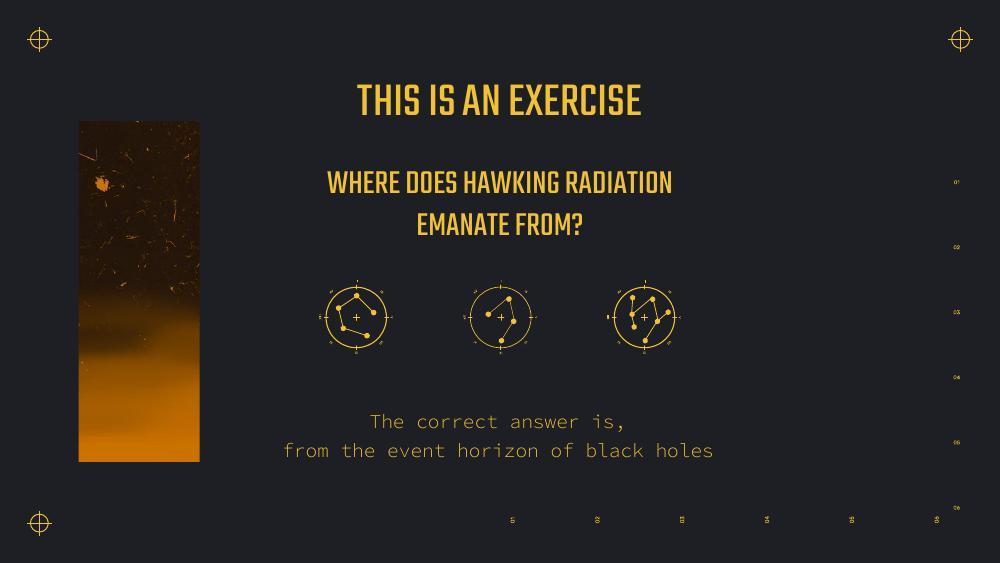 THIS IS AN EXERCISE
WHERE DOES HAWKING RADIATION
EMANATE FROM?
The correct answer is,
from the event horizon of black holes
01
02
03
04
05
06
01
02
03
04
05
06